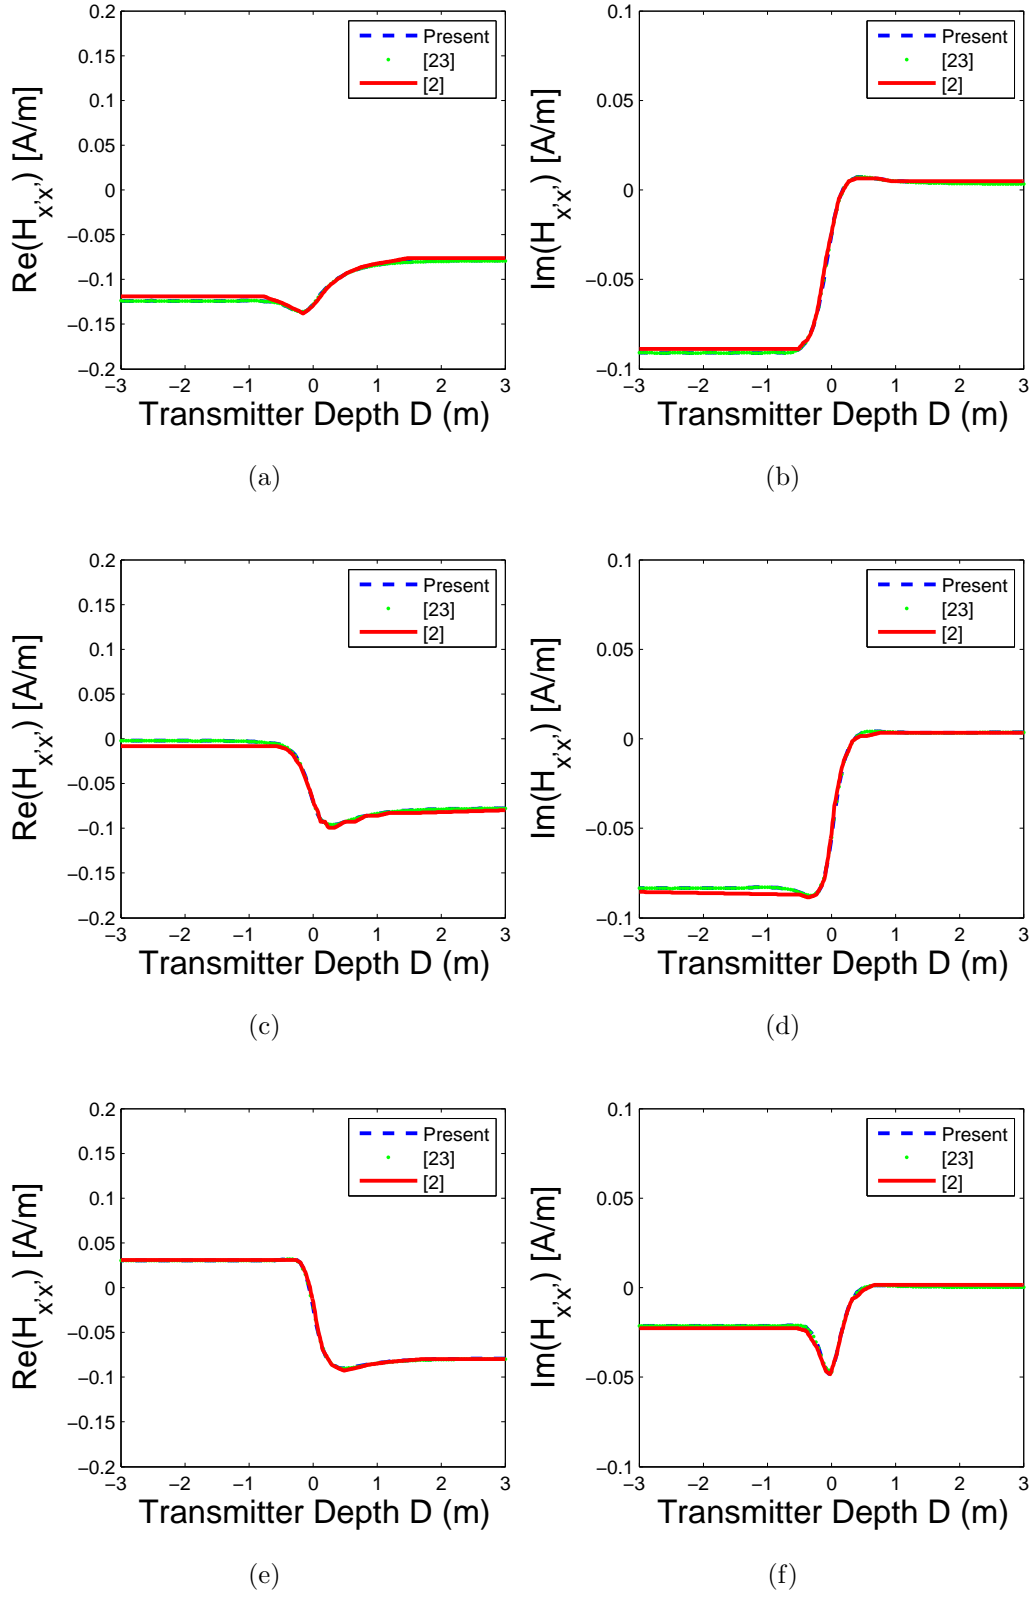 0.2
0.15
0.1
0.05
0
−0.05
−0.1
−0.15
−0.2
−3 −2 −1 0 1 2 3
Re(Hx'x') [A/m]
Transmitter Depth D (m)
Present
[23]
[2]
(a)
0.1
0.05
0
−0.05
−0.1
−3 −2 −1 0 1 2 3
Im(Hx'x') [A/m]
Transmitter Depth D (m)
Present
[23]
[2]
(b)
0.2
0.15
0.1
0.05
0
−0.05
−0.1
−0.15
−0.2
−3 −2 −1 0 1 2 3
Re(Hx'x') [A/m]
Transmitter Depth D (m)
Present
[23]
[2]
(c)
0.1
0.05
0
−0.05
−0.1
−3 −2 −1 0 1 2 3
Im(Hx'x') [A/m]
Transmitter Depth D (m)
Present
[23]
[2]
(d)
0.2
0.15
0.1
0.05
0
−0.05
−0.1
−0.15
−0.2
−3 −2 −1 0 1 2 3
Re(Hx'x') [A/m]
Transmitter Depth D (m)
Present
[23]
[2]
(e)
0.1
0.05
0
−0.05
−0.1
−3 −2 −1 0 1 2 3
Im(Hx'x') [A/m]
Transmitter Depth D (m)
Present
[23]
[2]
(f)